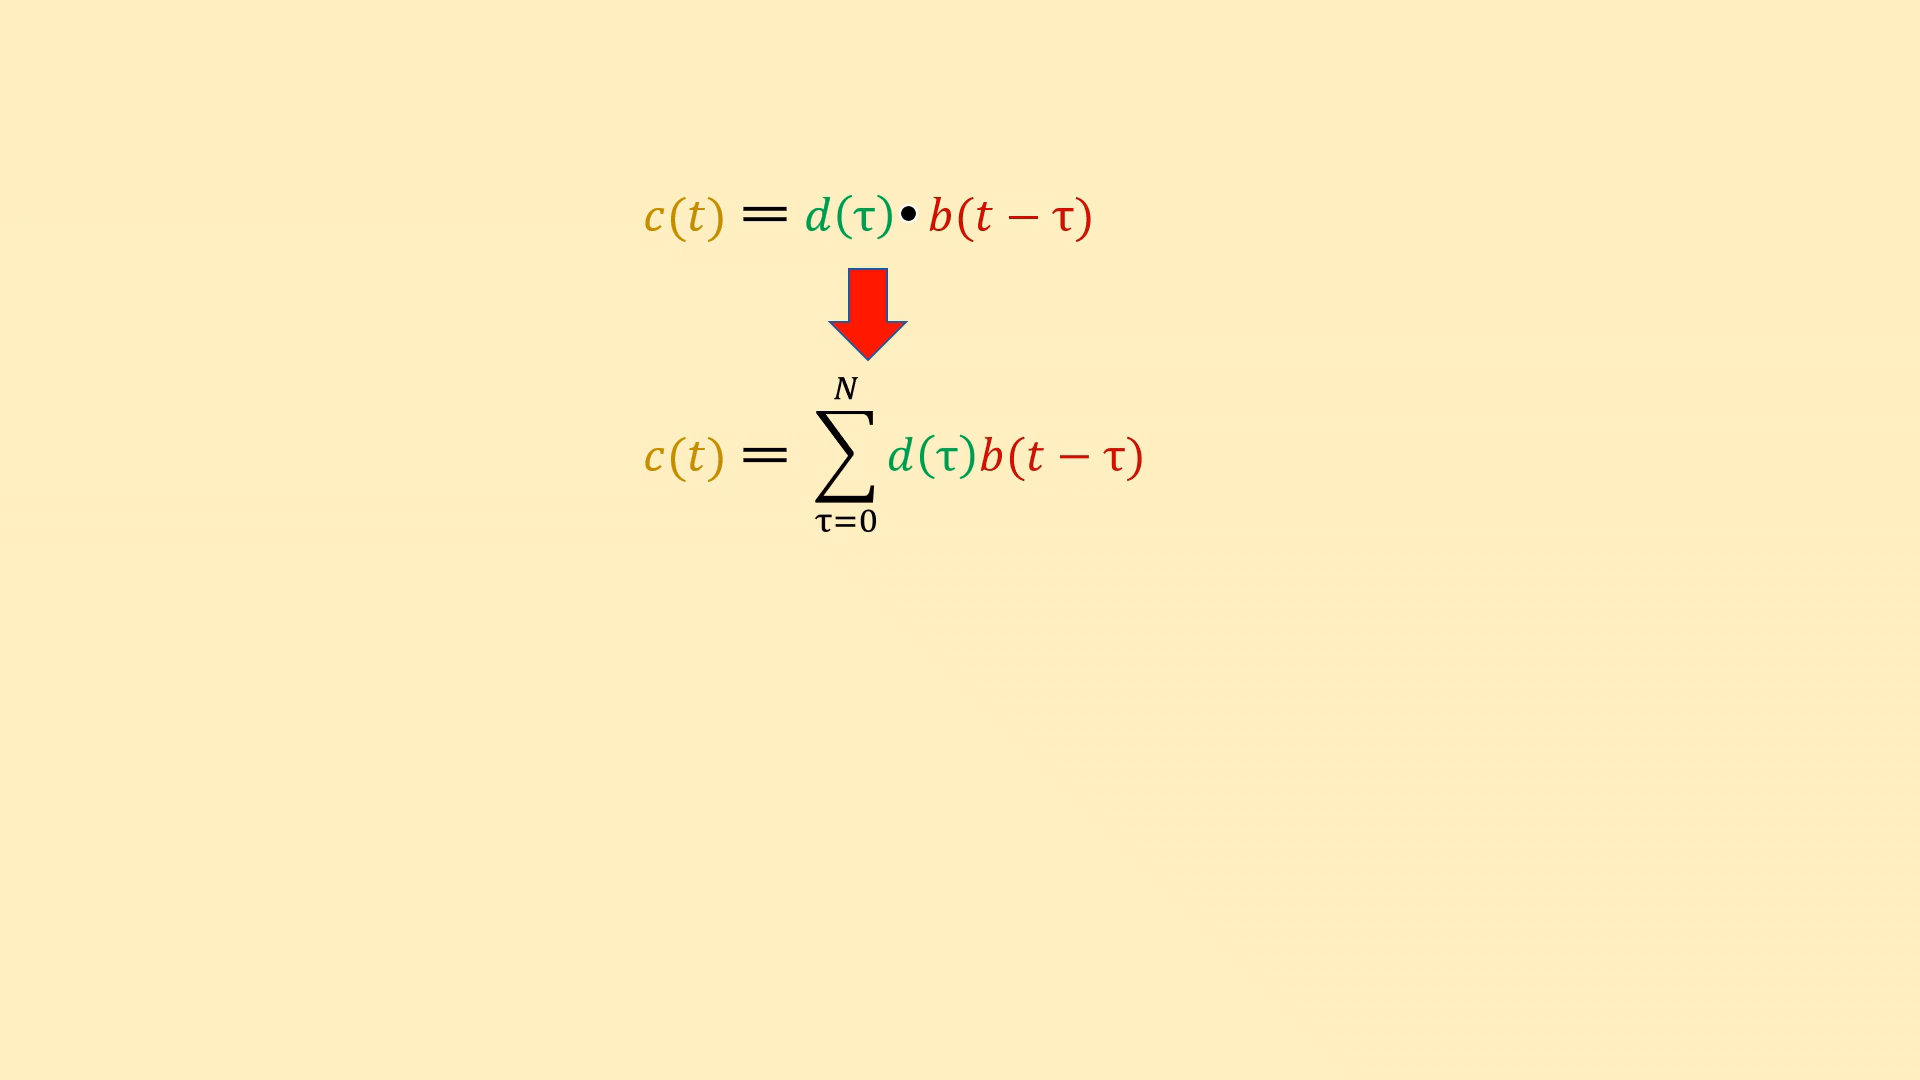 c(t) = d(τ)•b(t − τ)
N
c(t) = ∑ d(τ)b(t − τ)
τ=0